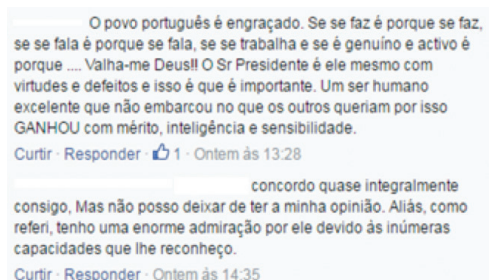 O povo português é engraçado. Se se faz é porque se faz,
se se fala é porque se fala, se se trabalha e se é genuíno e activo é
porque .... Valha-me Deus!! O Sr Presidente é ele mesmo com
virtudes e defeitos e isso é que é importante. Um ser humano
excelente que não embarcou no que os outros queriam por isso
GANHOU com mérito, inteligência e sensibilidade.
Curtir · Responder · 1 · Ontem às 13:28
concordo quase integralmente
consigo, Mas não posso deixar de ter a minha opinião. Aliás, como
referi, tenho uma enorme admiração por ele devido ás inúmeras
capacidades que lhe reconheço.
Curtir · Responder · Ontem às 14:35